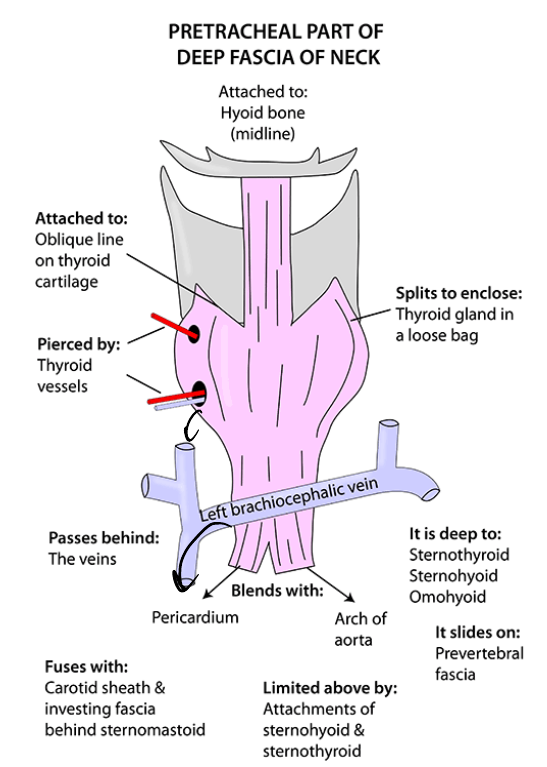 PRETRACHEAL PART OF
DEEP FASCIA OF NECK
Attached to:
Hyoid bone
(midline)
Attached to:
Oblique line
on thyroid
cartilage
Splits to enclose:
Thyroid gland in
a loose bag
Pierced by:
Thyroid
vessels
Left brachiocephalic vein
Passes behind:
The veins
It is deep to:
Sternothyroid
Sternohyoid
Omohyoid
Blends with:
Pericardium
Arch of
aorta
It slides on:
Prevertebral
fascia
Fuses with:
Carotid sheath &
investing fascia
behind sternomastoid
Limited above by:
Attachments of
sternohyoid &
sternothyroid